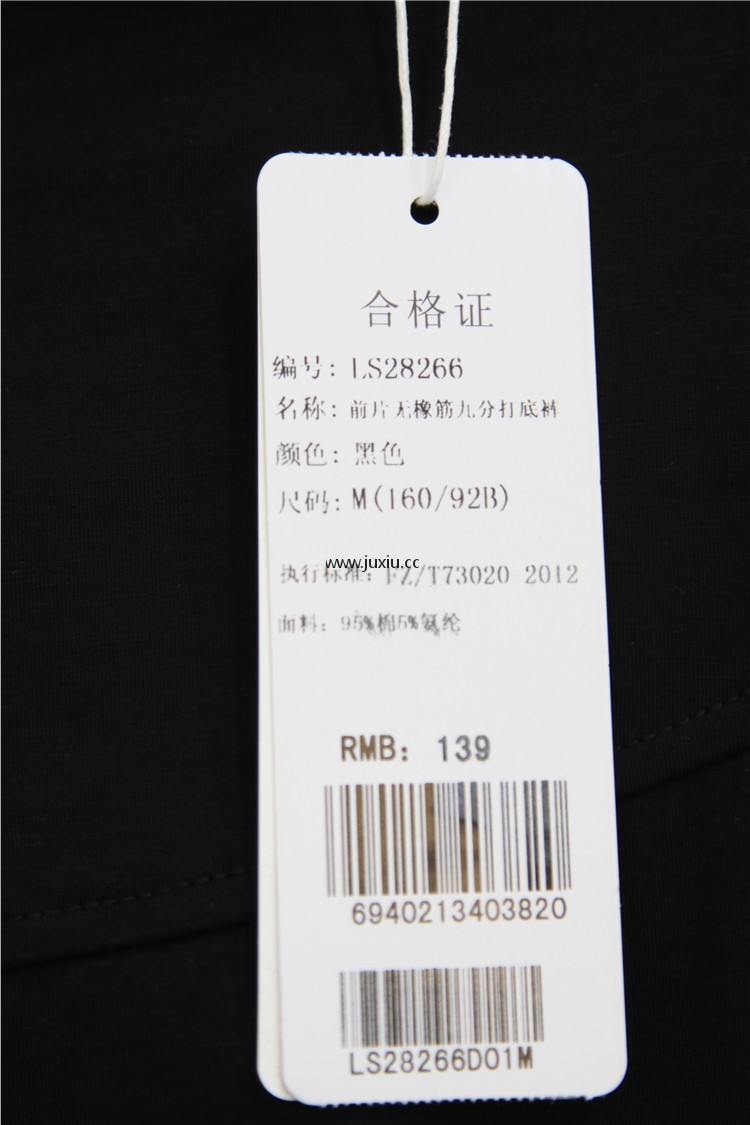 合格证
编号: LS28266
名称: 前片无橡筋九分打底裤
颜色: 黑色
尺码: M(160/92B)
www.juxiu.cc
执行标准: FZ/T73020 2012
面料: 95%棉5%氨纶
RMB: 139
6940213403820
LS28266D01M